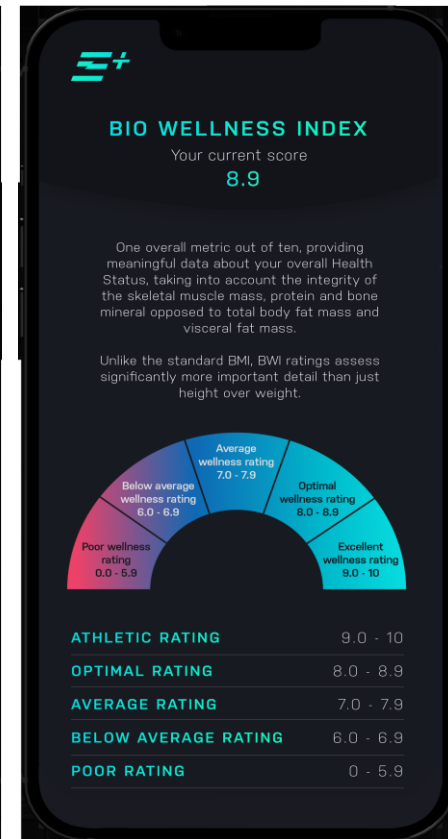 BIO WELLNESS INDEX
Your current score
8.9
One overall metric out of ten, providing
meaningful data about your overall Health
Status, taking into account the integrity of
the skeletal muscle mass, protein and bone
mineral opposed to total body fat mass and
visceral fat mass.
Unlike the standard BMI, BWI ratings assess
significantly more important detail than just
height over weight.
Poor wellness
rating
0.0 - 5.9
Below average
wellness rating
6.0 - 6.9
Average
wellness rating
7.0 - 7.9
Optimal
wellness rating
8.0 - 8.9
Excellent
wellness rating
9.0 - 10
ATHLETIC RATING 9.0 - 10
OPTIMAL RATING 8.0 - 8.9
AVERAGE RATING 7.0 - 7.9
BELOW AVERAGE RATING 6.0 - 6.9
POOR RATING 0 - 5.9